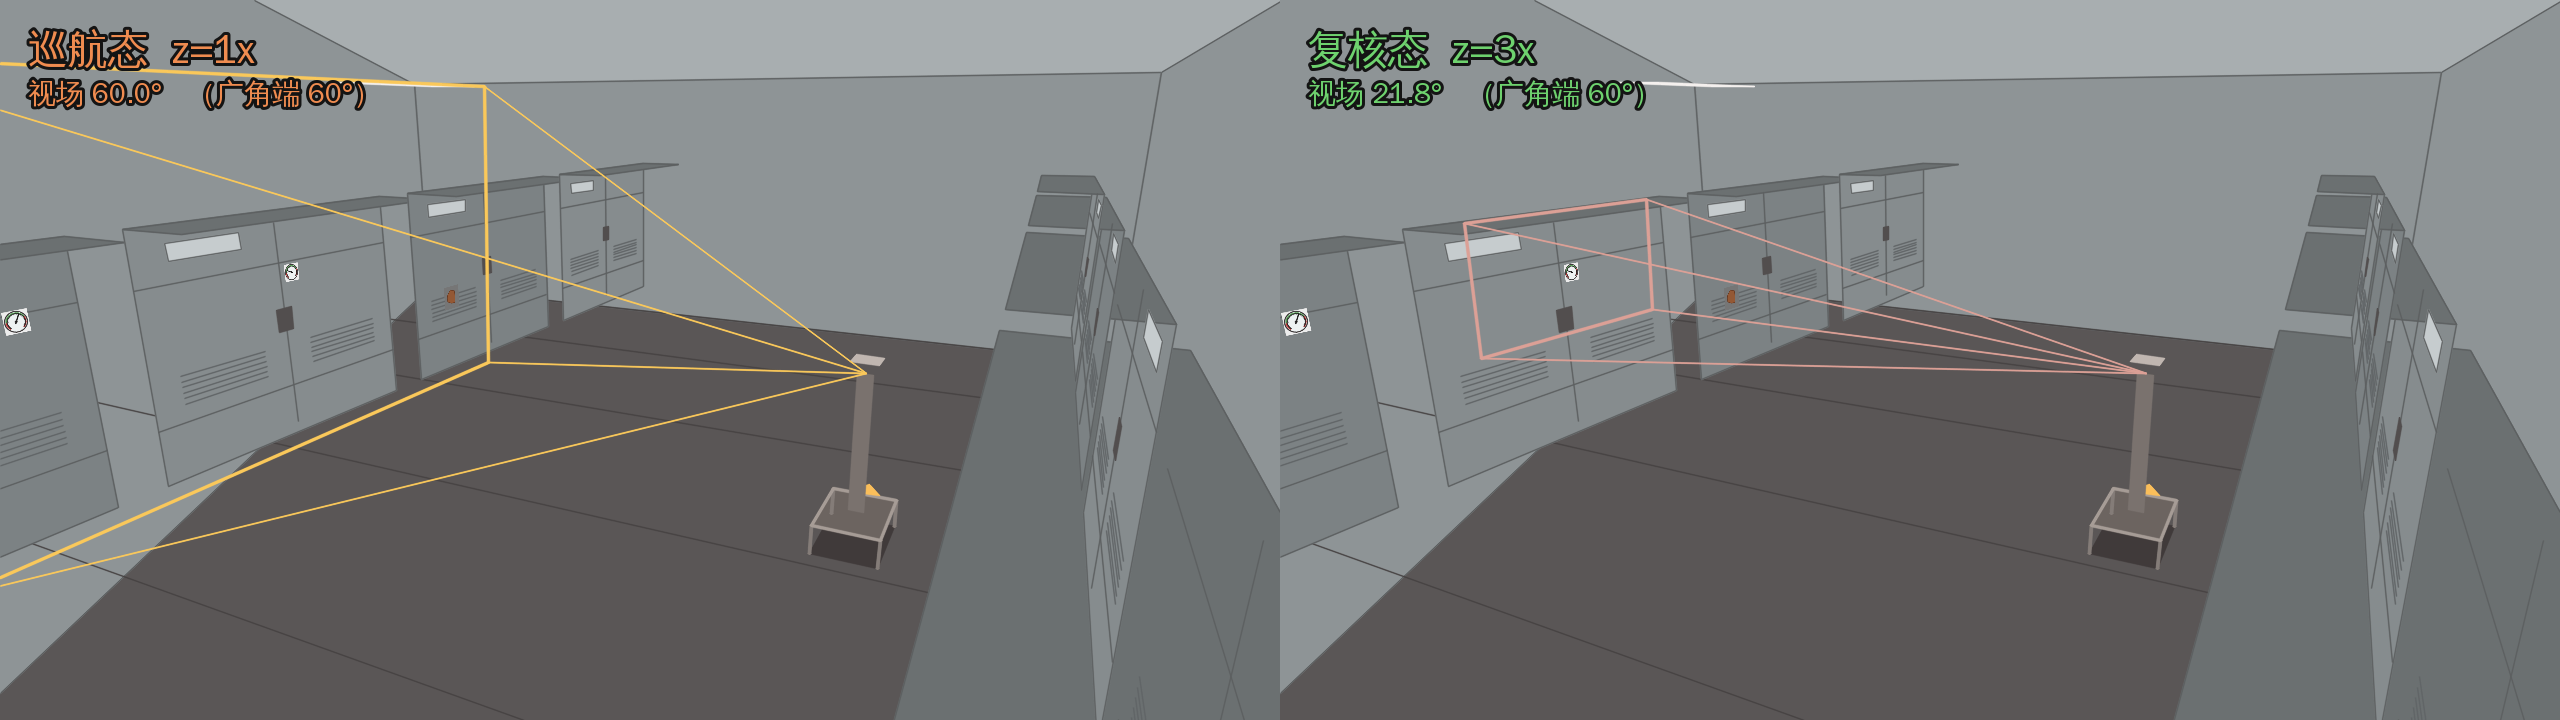 巡航态 z=1x
视场 60.0° （广角端 60°）
复核态 z=3x
视场 21.8° （广角端 60°）